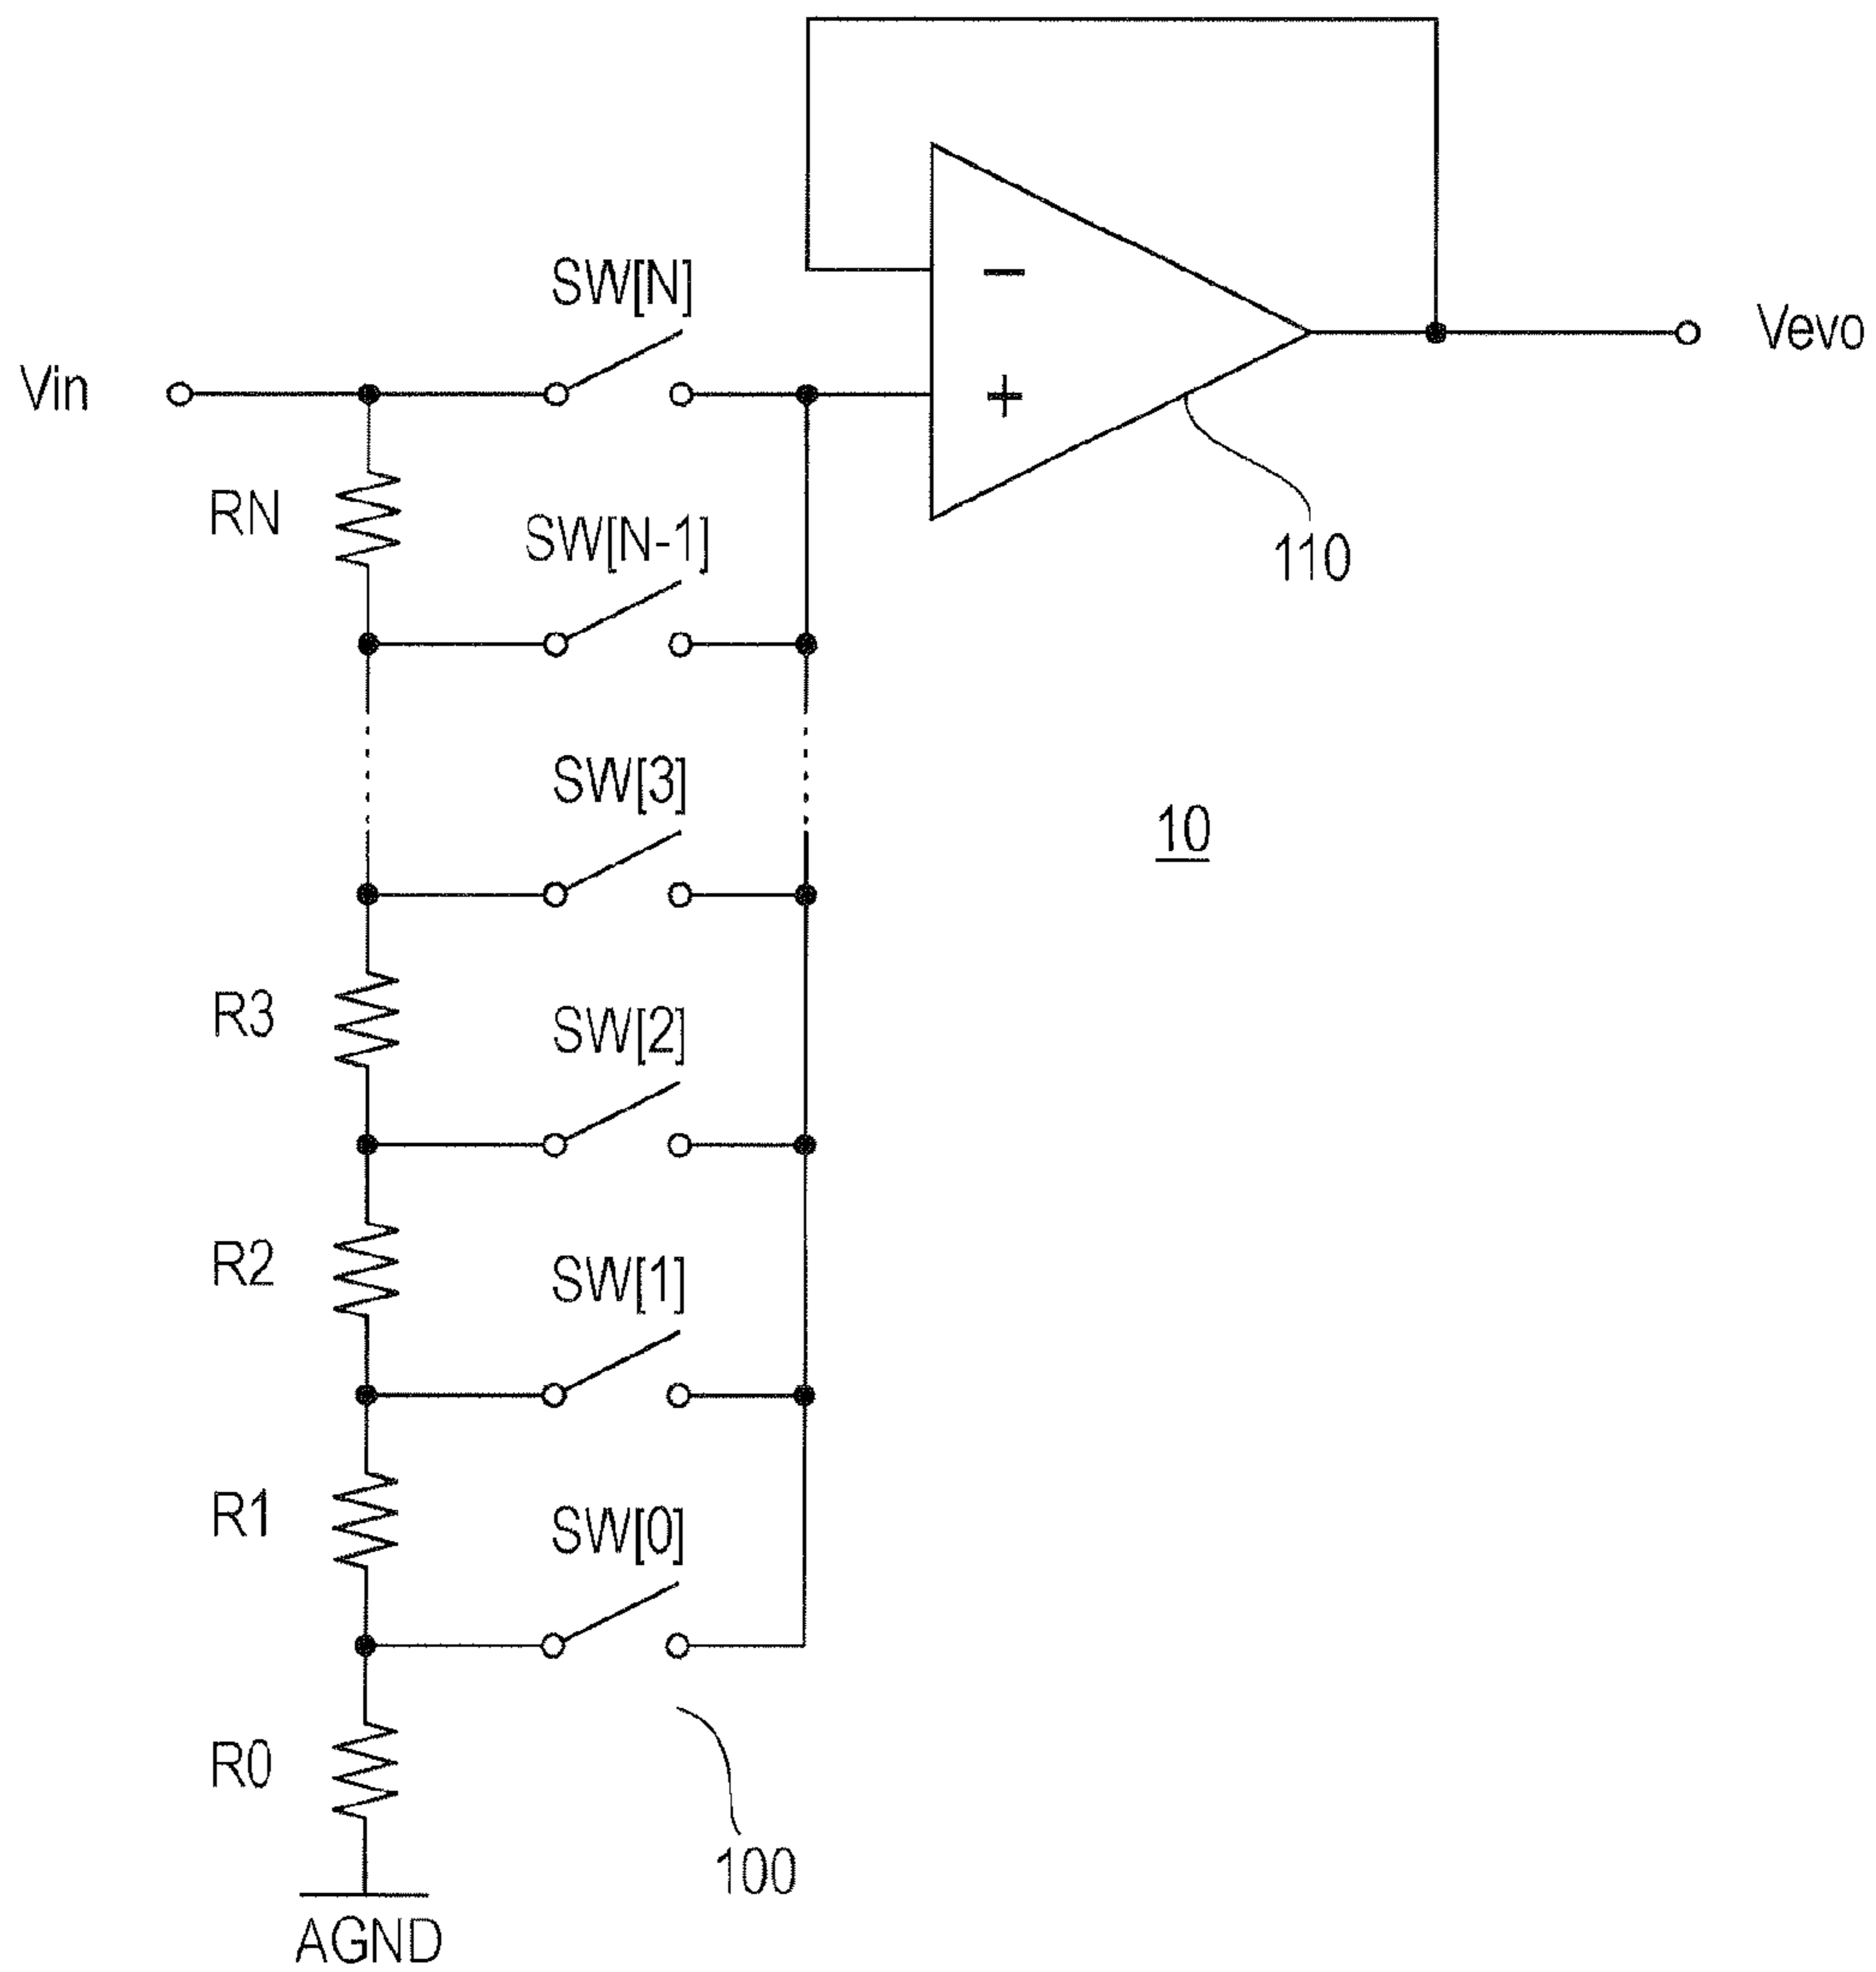 SW[N]
Vevo
Vin
−
+
RN
SW[N-1]
110
SW[3]
10
R3
SW[2]
R2
SW[1]
R1
SW[0]
R0
100
AGND